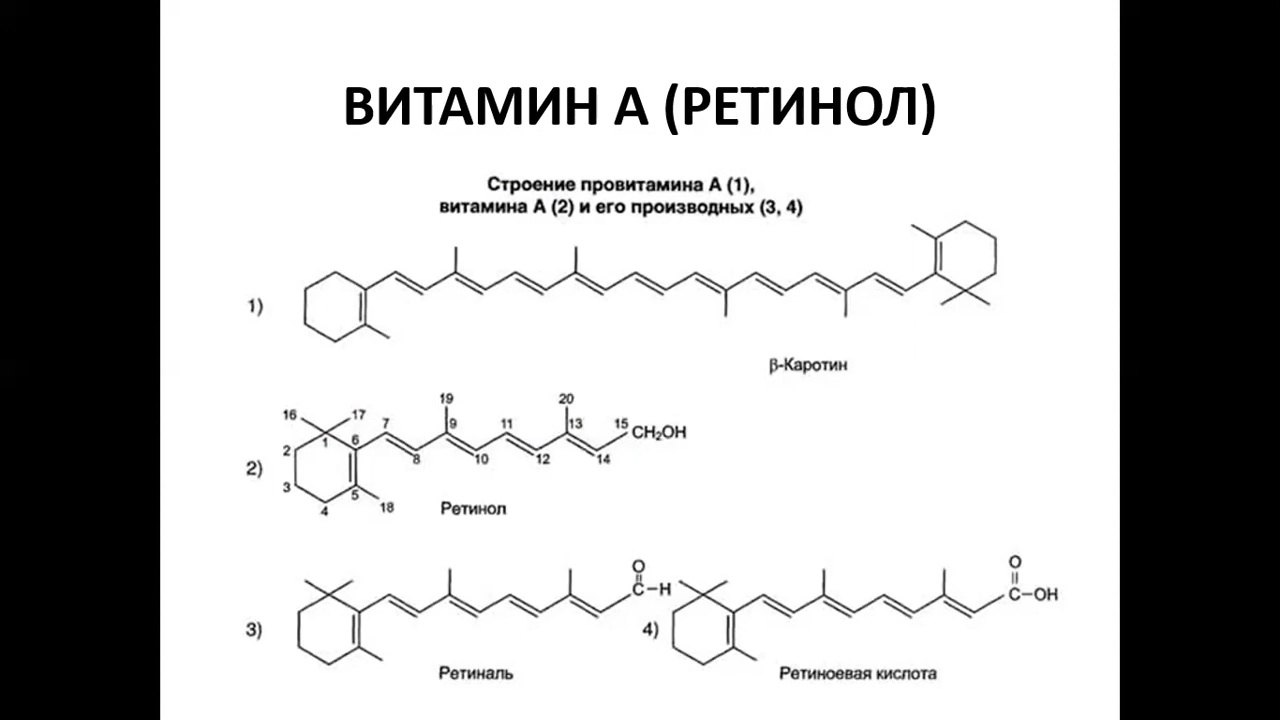 ВИТАМИН А (РЕТИНОЛ)
Строение провитамина А (1),
витамина А (2) и его производных (3, 4)
1)
β-Каротин
2)
16
17
1
2
3
4
5
6
7
8
9
10
11
12
13
14
15
18
19
20
CH₂OH
Ретинол
3)
O
C–H
Ретиналь
4)
O
C–OH
Ретиноевая кислота